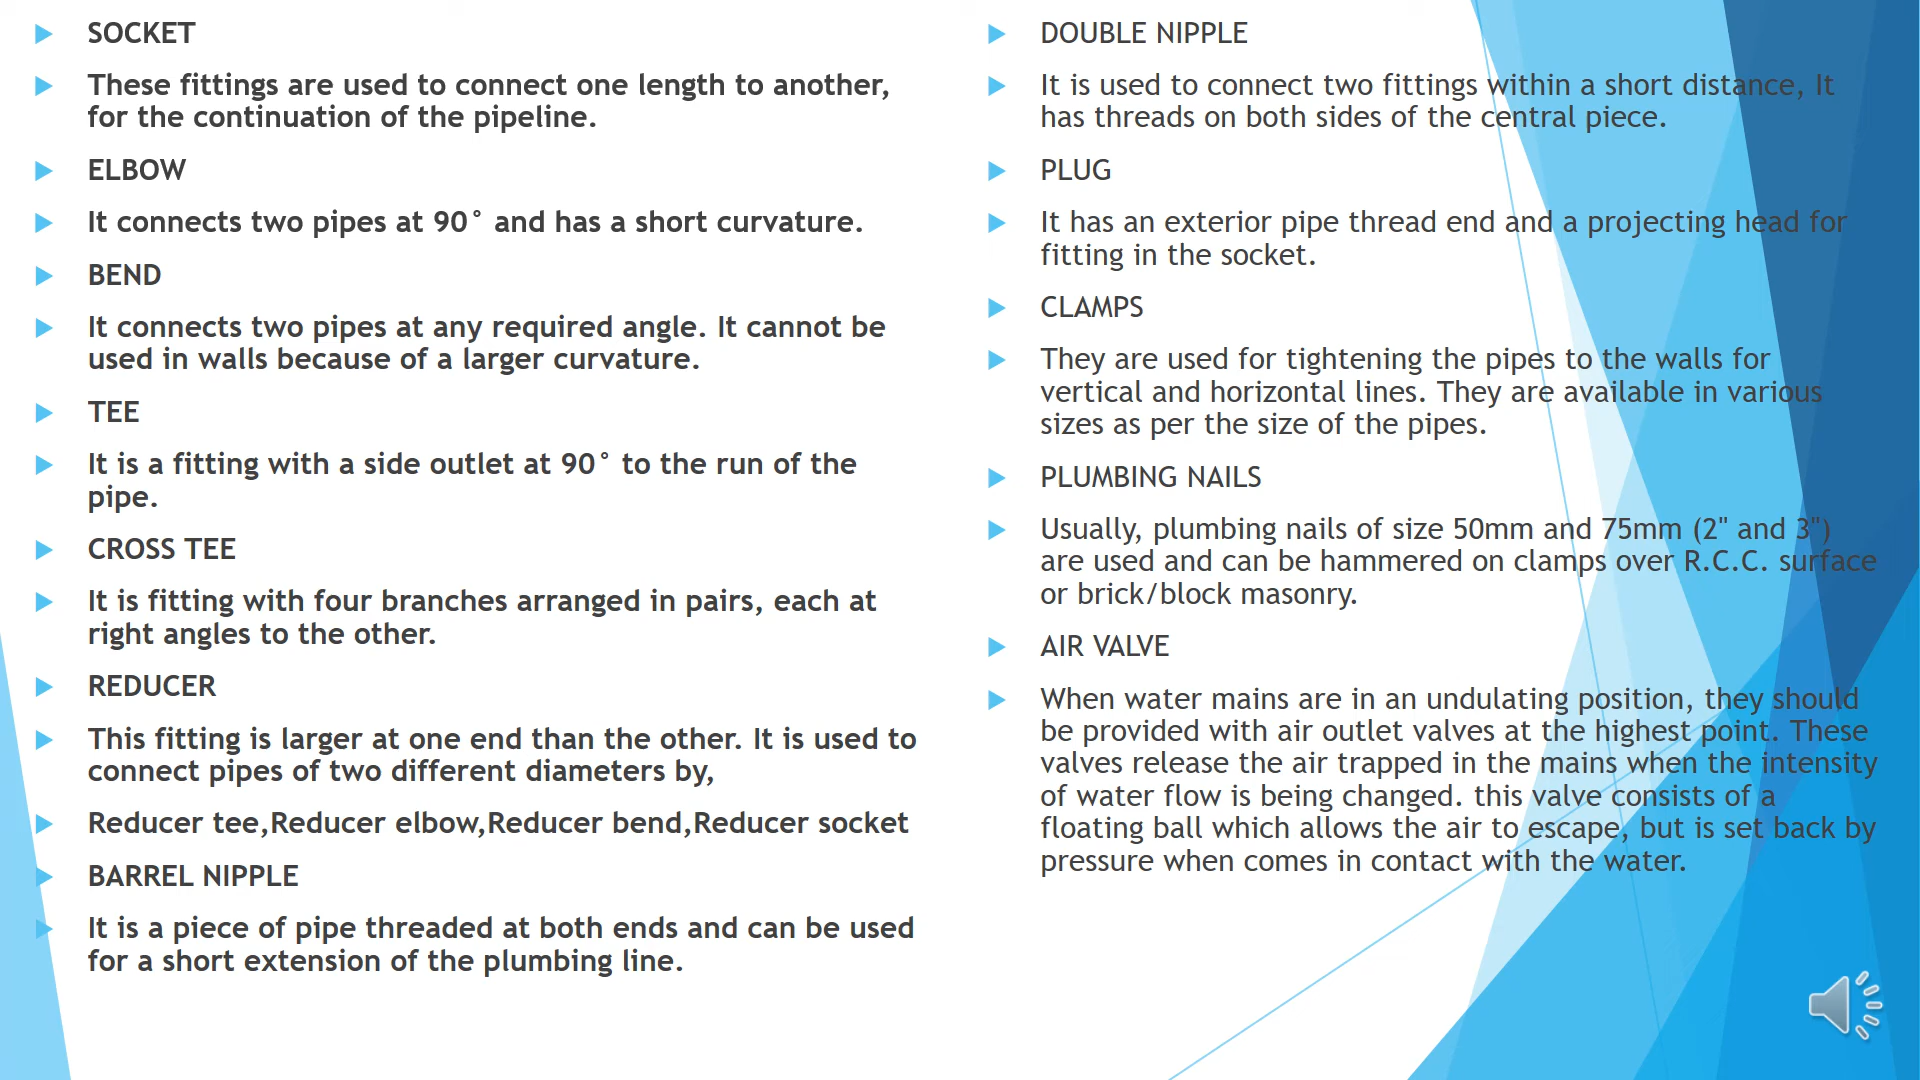 SOCKET
These fittings are used to connect one length to another,
for the continuation of the pipeline.
ELBOW
It connects two pipes at 90° and has a short curvature.
BEND
It connects two pipes at any required angle. It cannot be
used in walls because of a larger curvature.
TEE
It is a fitting with a side outlet at 90° to the run of the
pipe.
CROSS TEE
It is fitting with four branches arranged in pairs, each at
right angles to the other.
REDUCER
This fitting is larger at one end than the other. It is used to
connect pipes of two different diameters by,
Reducer tee,Reducer elbow,Reducer bend,Reducer socket
BARREL NIPPLE
It is a piece of pipe threaded at both ends and can be used
for a short extension of the plumbing line.
DOUBLE NIPPLE
It is used to connect two fittings within a short distance, It
has threads on both sides of the central piece.
PLUG
It has an exterior pipe thread end and a projecting head for
fitting in the socket.
CLAMPS
They are used for tightening the pipes to the walls for
vertical and horizontal lines. They are available in various
sizes as per the size of the pipes.
PLUMBING NAILS
Usually, plumbing nails of size 50mm and 75mm (2" and 3")
are used and can be hammered on clamps over R.C.C. surface
or brick/block masonry.
AIR VALVE
When water mains are in an undulating position, they should
be provided with air outlet valves at the highest point. These
valves release the air trapped in the mains when the intensity
of water flow is being changed. this valve consists of a
floating ball which allows the air to escape, but is set back by
pressure when comes in contact with the water.